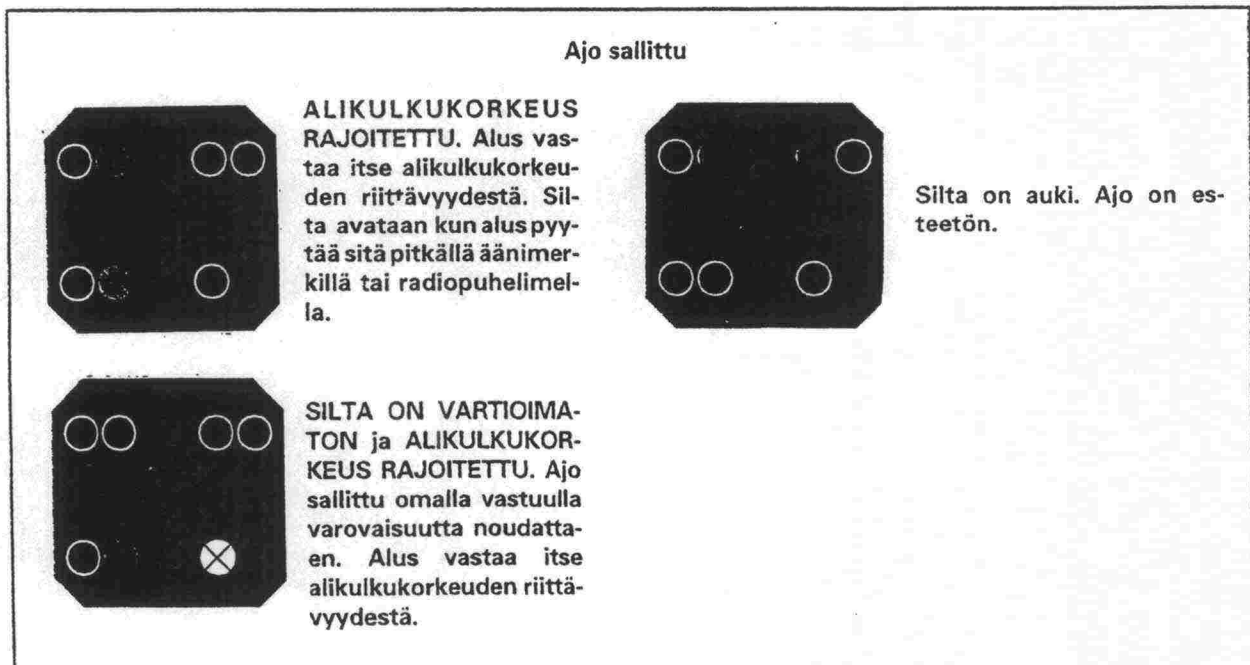 Ajo sallittu
ALIKULKUKORKEUS
RAJOITETTU. Alus vas-
taa itse alikulkukorkeu-
den riittävyydestä. Sil-
ta avataan kun alus pyy-
tää sitä pitkällä äänimer-
killä tai radiopuhelimel-
la.
Silta on auki. Ajo on es-
teetön.
SILTA ON VARTIOIMA-
TON ja ALIKULKUKOR-
KEUS RAJOITETTU. Ajo
sallittu omalla vastuulla
varovaisuutta noudatta-
en. Alus vastaa itse
alikulkukorkeuden riittä-
vyydestä.